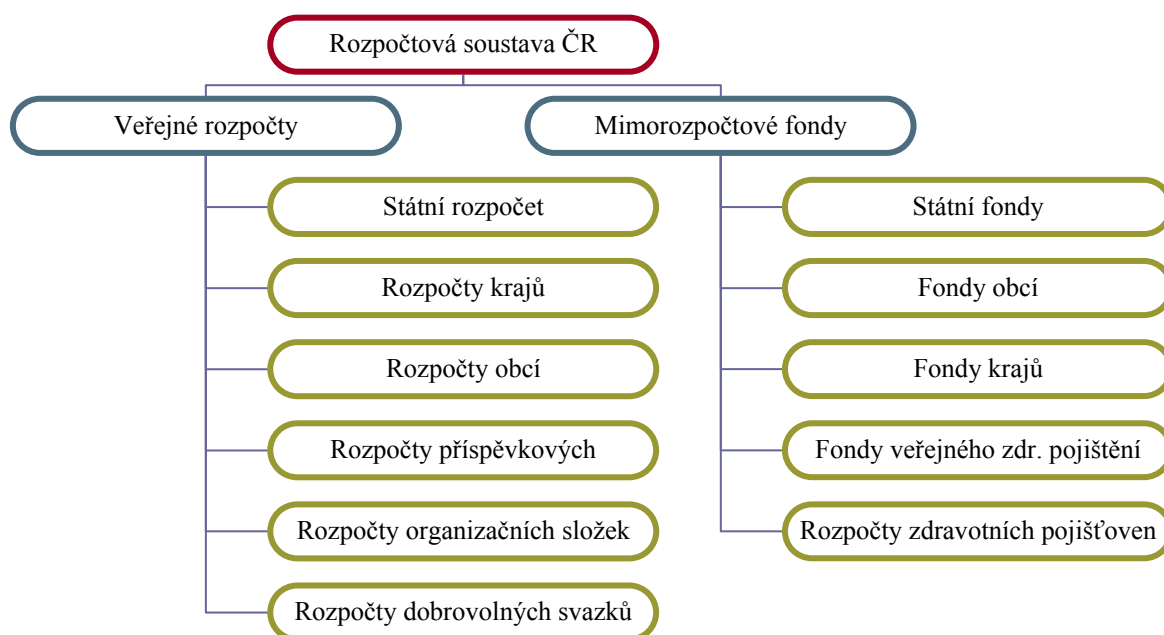 Rozpočtová soustava ČR
Veřejné rozpočty
Mimorozpočtové fondy
Státní rozpočet
Rozpočty krajů
Rozpočty obcí
Rozpočty příspěvkových
Rozpočty organizačních složek
Rozpočty dobrovolných svazků
Státní fondy
Fondy obcí
Fondy krajů
Fondy veřejného zdr. pojištění
Rozpočty zdravotních pojišťoven